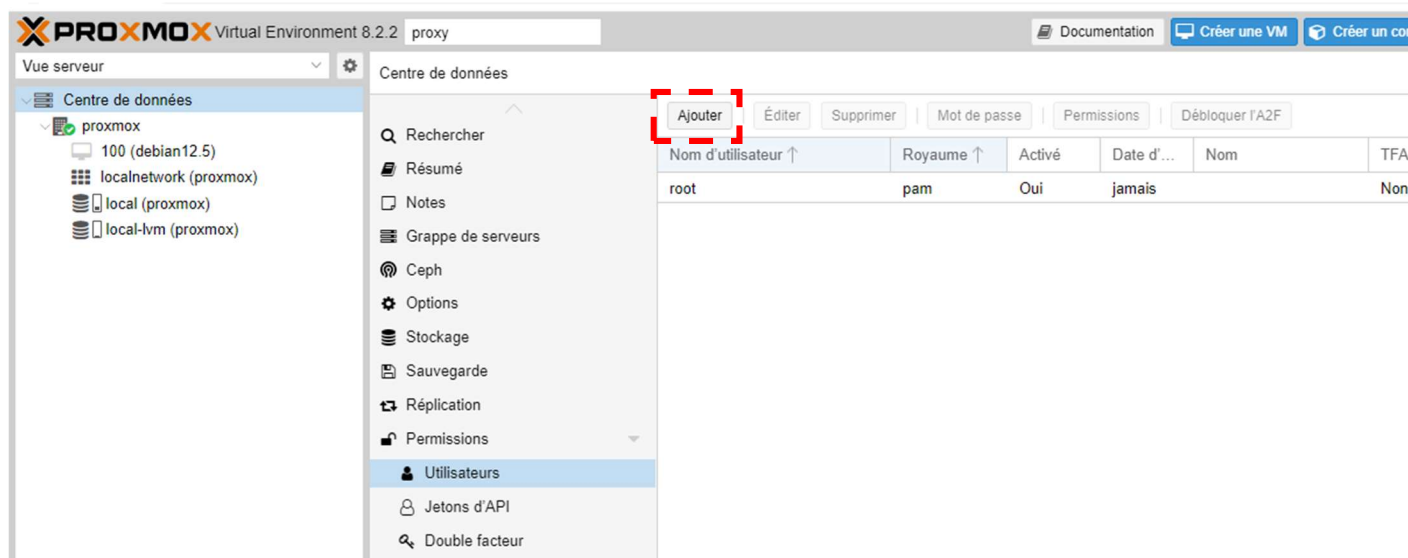 PROXMOX Virtual Environment 8.2.2 proxy Documentation Créer une VM Créer un con
Vue serveur
Centre de données
proxmox
100 (debian12.5)
localnetwork (proxmox)
local (proxmox)
local-lvm (proxmox)
Centre de données
Rechercher
Résumé
Notes
Grappe de serveurs
Ceph
Options
Stockage
Sauvegarde
Réplication
Permissions
Utilisateurs
Jetons d'API
Double facteur
Ajouter Éditer Supprimer Mot de passe Permissions Débloquer l'A2F
Nom d'utilisateur ↑ Royaume ↑ Activé Date d'... Nom TFA
root pam Oui jamais Non